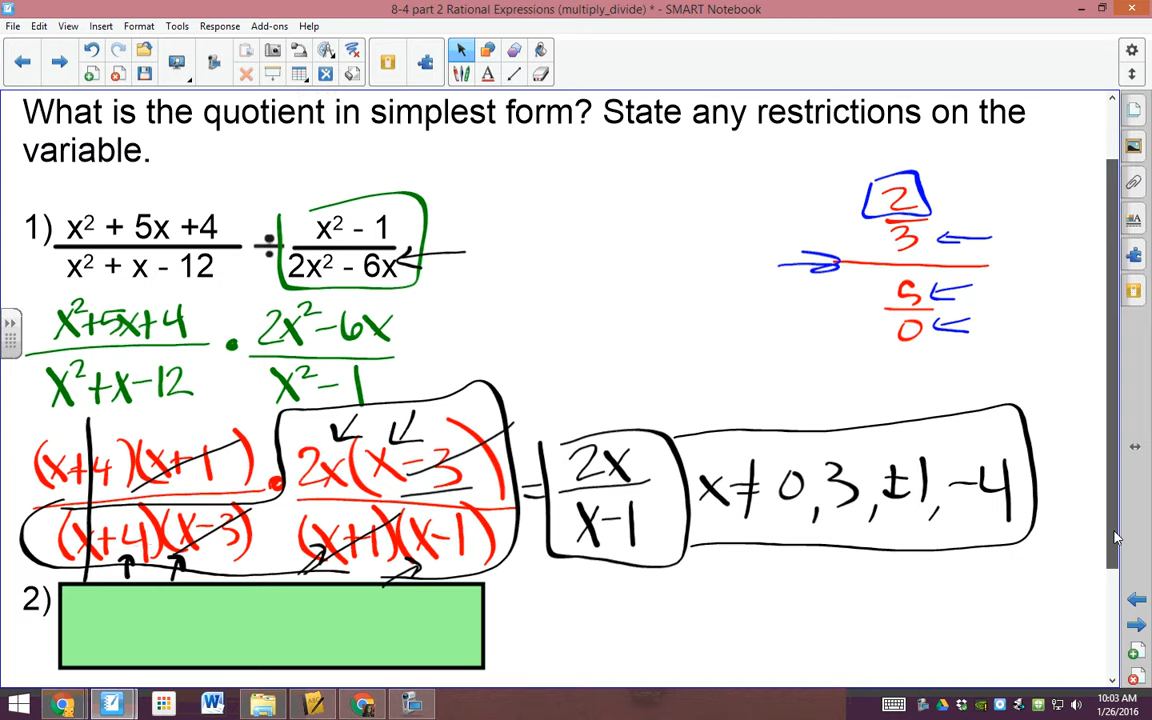 8-4 part 2 Rational Expressions (multiply_divide) * - SMART Notebook
File Edit View Insert Format Tools Response Add-ons Help
What is the quotient in simplest form? State any restrictions on the
variable.
1) x² + 5x +4 ÷ x² - 1
x² + x - 12 2x² - 6x
2
3
5
0
x²+5x+4 · 2x²-6x
x²+x-12 x²-1
(x+4)(x+1) · 2x(x-3) = 2x x≠0,3,±1,-4
(x+4)(x-3) (x+1)(x-1) x-1
2)
10:03 AM
1/26/2016